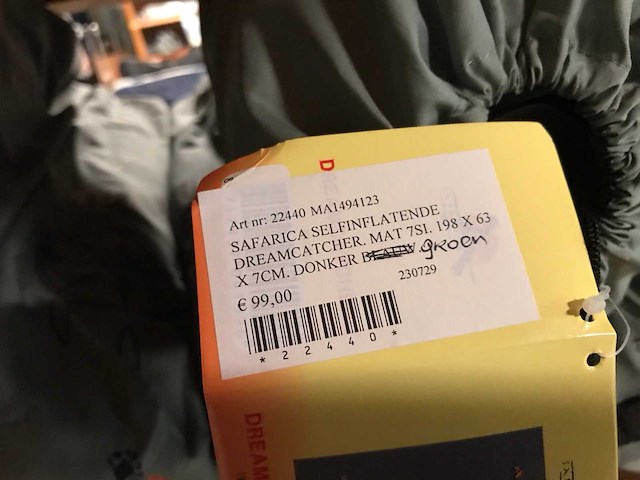 Art nr: 22440 MA1494123
SAFARICA SELFINFLATENDE
DREAMCATCHER. MAT 7SI. 198 X 63
X 7CM. DONKER groen
230729
€ 99,00
* 2 2 4 4 0 *
DREAM